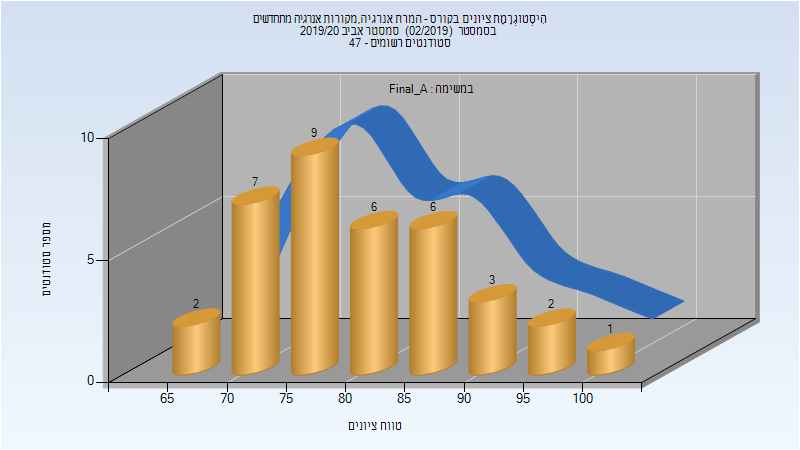 היסטוגרמת ציונים בקורס - המרת אנרגיה,מקורות אנרגיה מתחדשים
בסמסטר (02/2019) סמסטר אביב 2019/20
סטודנטים רשומים - 47
במשימה : Final_A
מספר סטודנטים
10
5
0
2
7
9
6
6
3
2
1
65 70 75 80 85 90 95 100
טווח ציונים